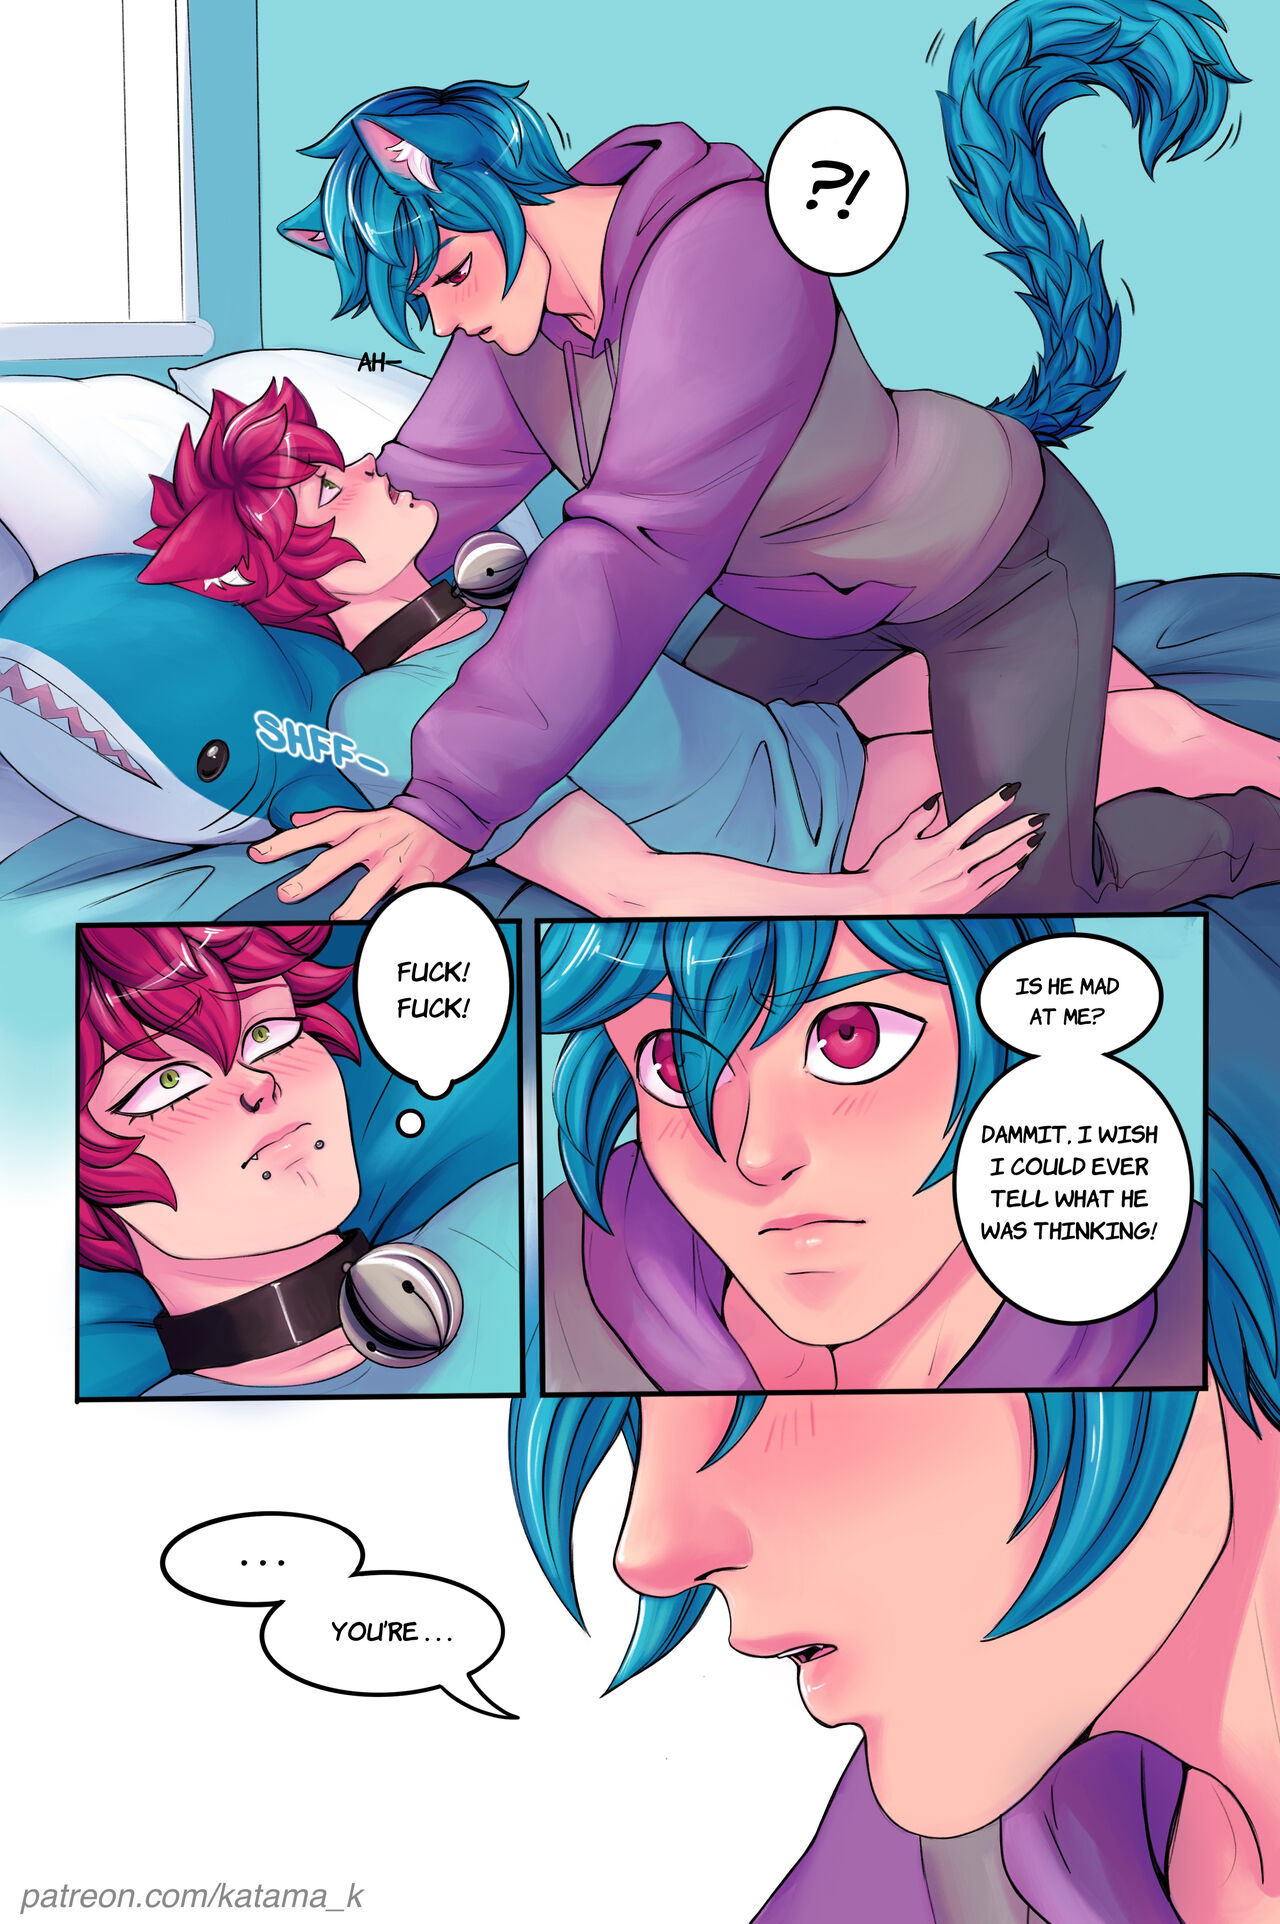 ?!
AH—
SHFF—
FUCK!
FUCK!
IS HE MAD
AT ME?
DAMMIT, I WISH
I COULD EVER
TELL WHAT HE
WAS THINKING!
...
YOU'RE...
patreon.com/katama_k